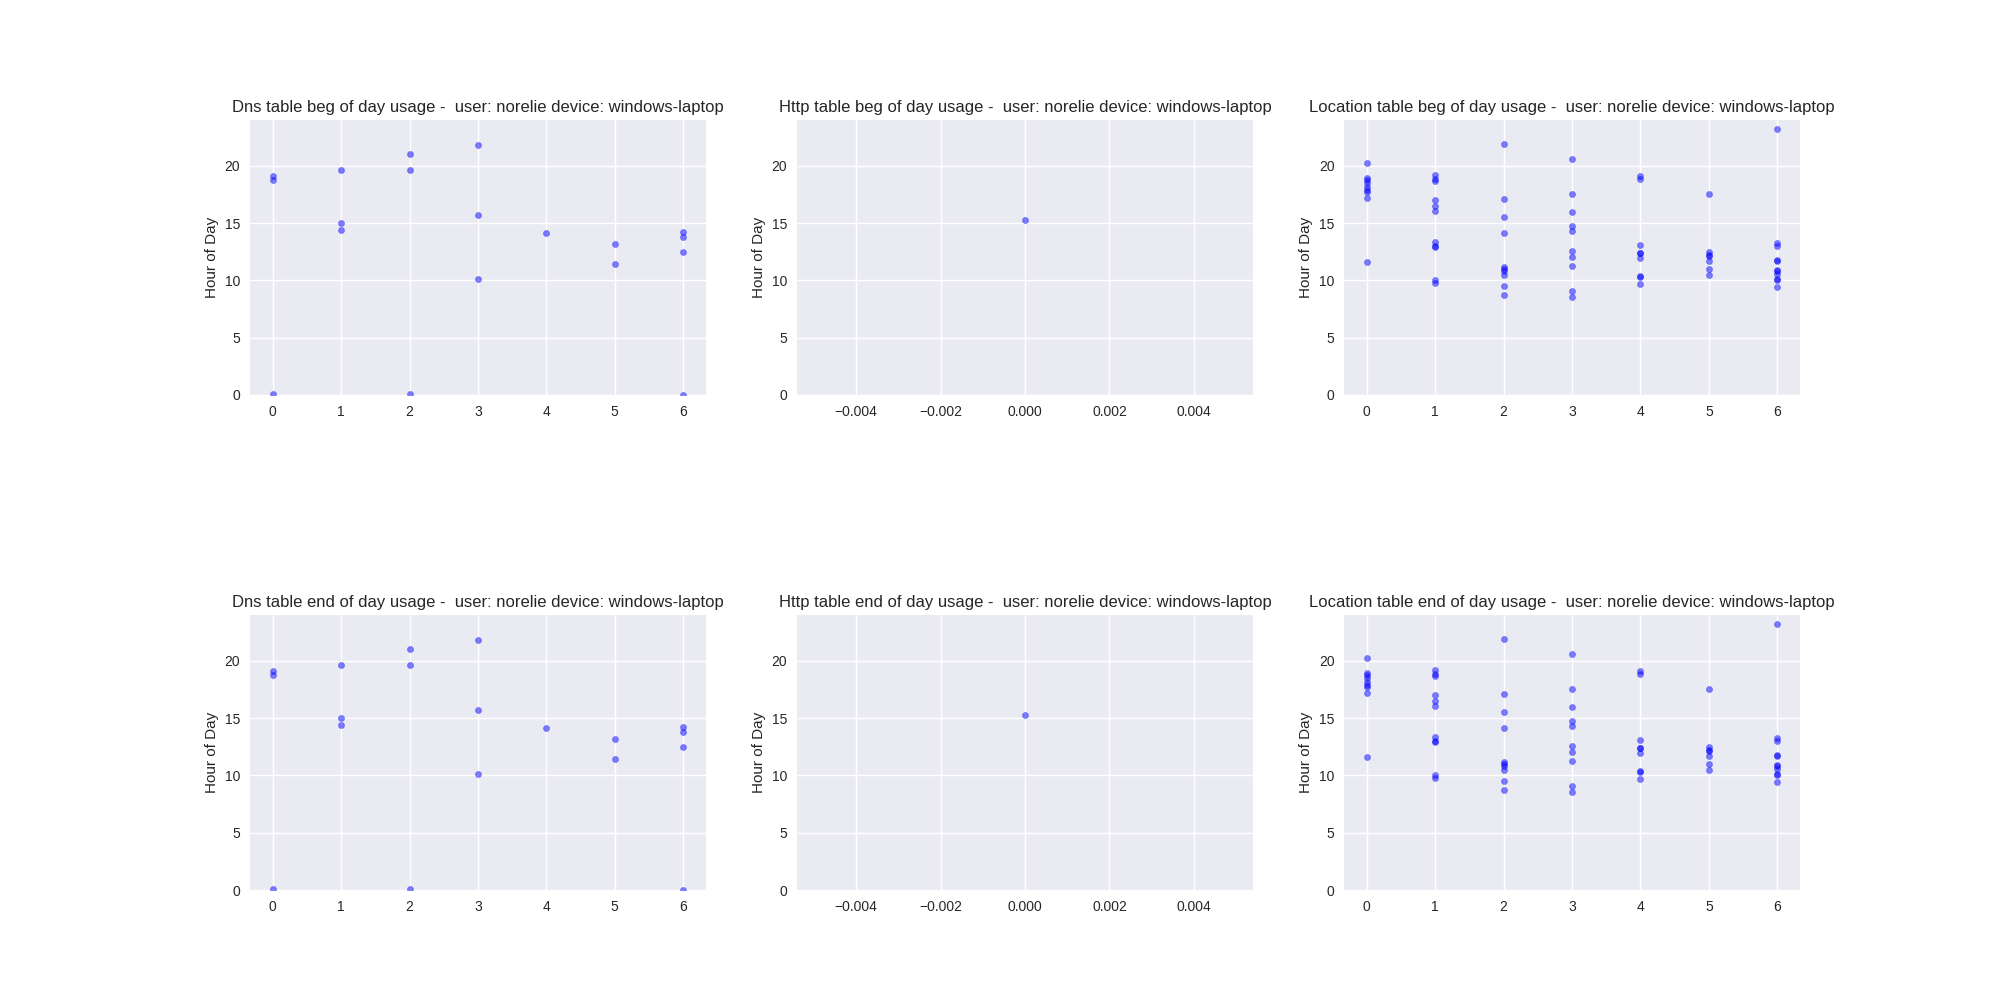 Dns table beg of day usage -  user: norelie device: windows-laptop
Hour of Day
20
15
10
5
0
0 1 2 3 4 5 6
Http table beg of day usage -  user: norelie device: windows-laptop
Hour of Day
20
15
10
5
0
−0.004 −0.002 0.000 0.002 0.004
Location table beg of day usage -  user: norelie device: windows-laptop
Hour of Day
20
15
10
5
0
0 1 2 3 4 5 6
Dns table end of day usage -  user: norelie device: windows-laptop
Hour of Day
20
15
10
5
0
0 1 2 3 4 5 6
Http table end of day usage -  user: norelie device: windows-laptop
Hour of Day
20
15
10
5
0
−0.004 −0.002 0.000 0.002 0.004
Location table end of day usage -  user: norelie device: windows-laptop
Hour of Day
20
15
10
5
0
0 1 2 3 4 5 6